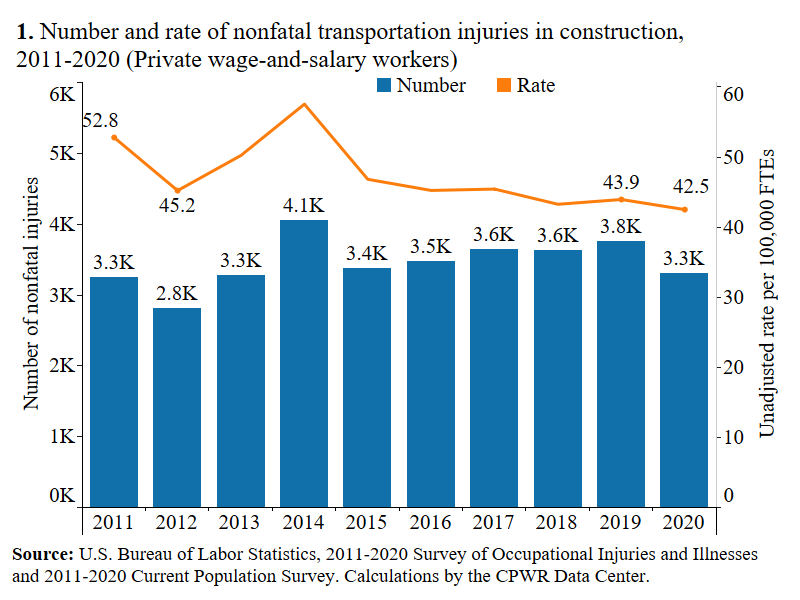 1. Number and rate of nonfatal transportation injuries in construction,
2011-2020 (Private wage-and-salary workers)
Number Rate
Number of nonfatal injuries
6K
5K
4K
3K
2K
1K
0K
52.8
45.2
43.9
42.5
3.3K
2.8K
3.3K
4.1K
3.4K
3.5K
3.6K
3.6K
3.8K
3.3K
60
50
40
30
20
10
0
Unadjusted rate per 100,000 FTEs
2011 2012 2013 2014 2015 2016 2017 2018 2019 2020
Source: U.S. Bureau of Labor Statistics, 2011-2020 Survey of Occupational Injuries and Illnesses
and 2011-2020 Current Population Survey. Calculations by the CPWR Data Center.